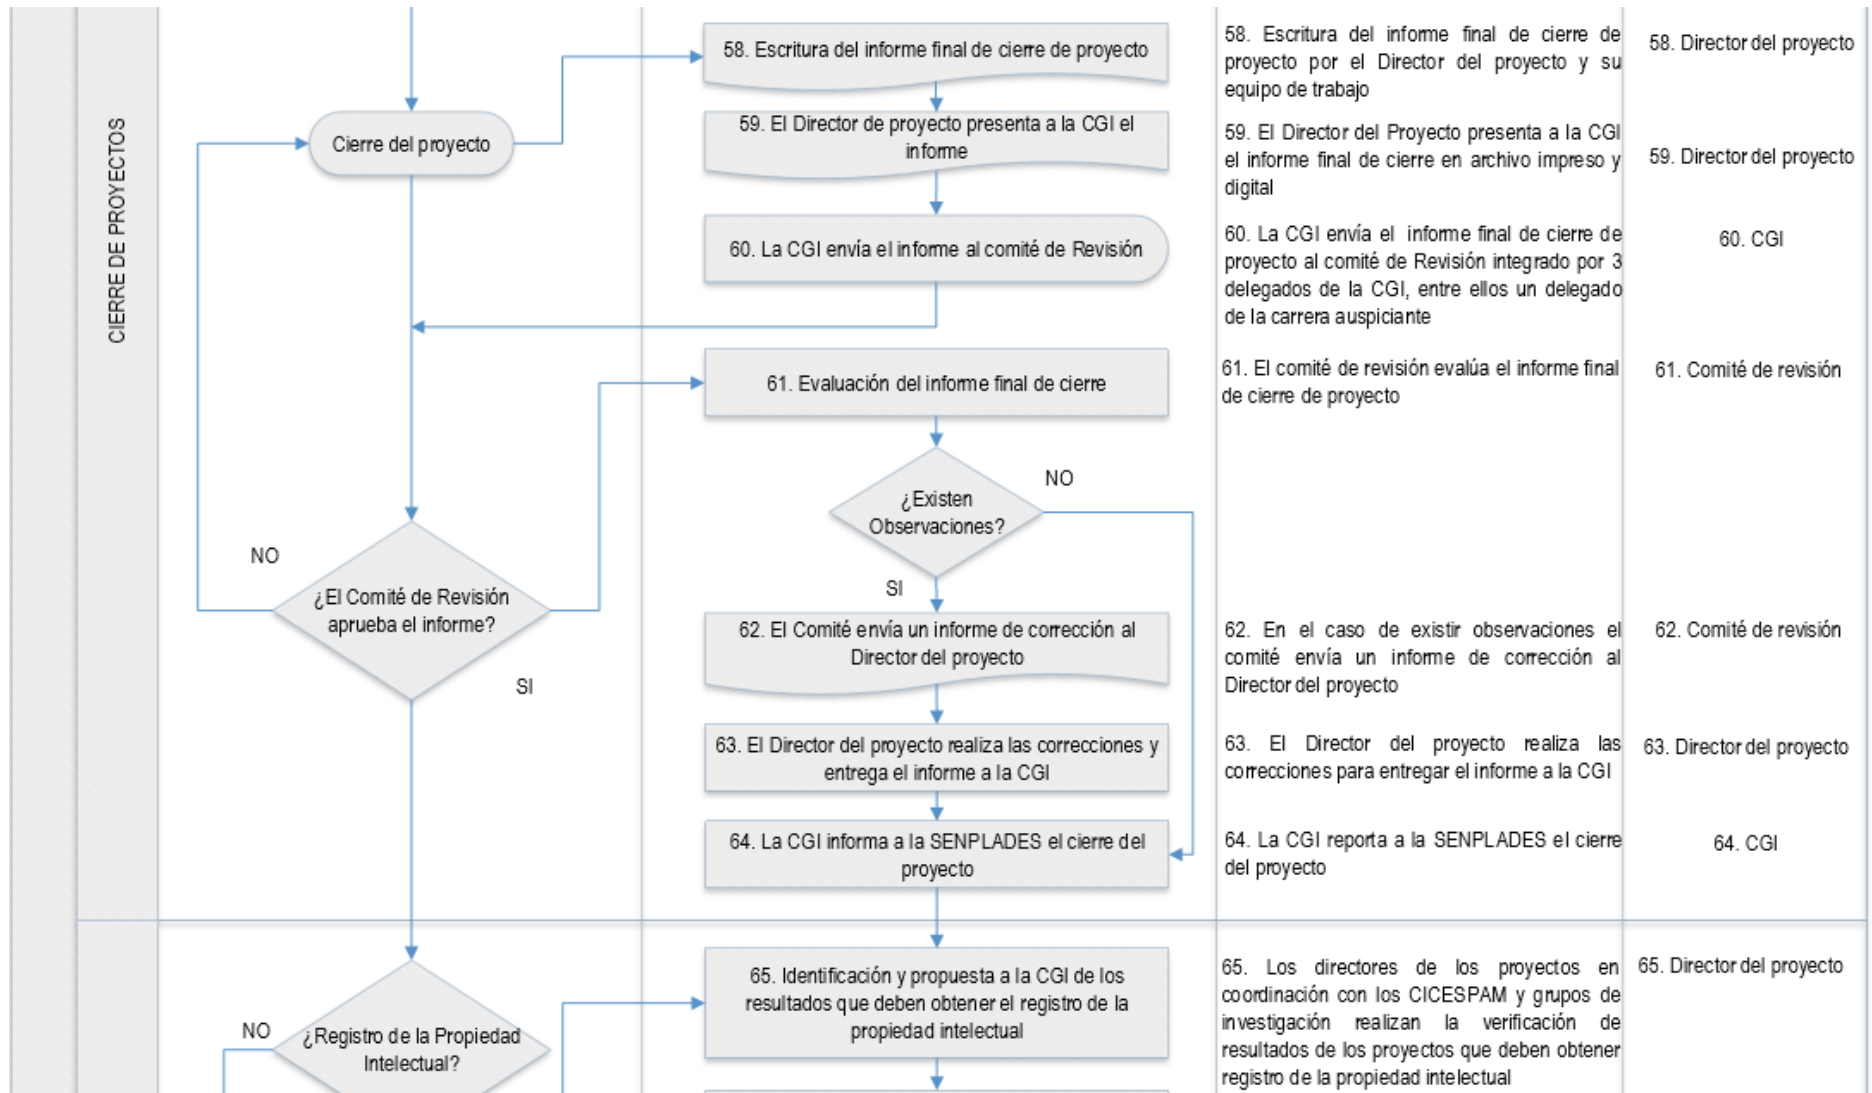 CIERRE DE PROYECTOS
Cierre del proyecto
NO
¿El Comité de Revisión
aprueba el informe?
SI
NO
¿Registro de la Propiedad
Intelectual?
58. Escritura del informe final de cierre de proyecto
59. El Director de proyecto presenta a la CGI el
informe
60. La CGI envía el informe al comité de Revisión
61. Evaluación del informe final de cierre
NO
¿Existen
Observaciones?
SI
62. El Comité envía un informe de corrección al
Director del proyecto
63. El Director del proyecto realiza las correcciones y
entrega el informe a la CGI
64. La CGI informa a la SENPLADES el cierre del
proyecto
65. Identificación y propuesta a la CGI de los
resultados que deben obtener el registro de la
propiedad intelectual
58. Escritura del informe final de cierre de
proyecto por el Director del proyecto y su
equipo de trabajo
59. El Director del Proyecto presenta a la CGI
el informe final de cierre en archivo impreso y
digital
60. La CGI envía el informe final de cierre de
proyecto al comité de Revisión integrado por 3
delegados de la CGI, entre ellos un delegado
de la carrera auspiciante
61. El comité de revisión evalúa el informe final
de cierre de proyecto
62. En el caso de existir observaciones el
comité envía un informe de corrección al
Director del proyecto
63. El Director del proyecto realiza las
correcciones para entregar el informe a la CGI
64. La CGI reporta a la SENPLADES el cierre
del proyecto
65. Los directores de los proyectos en
coordinación con los CICESPAM y grupos de
investigación realizan la verificación de
resultados de los proyectos que deben obtener
registro de la propiedad intelectual
58. Director del proyecto
59. Director del proyecto
60. CGI
61. Comité de revisión
62. Comité de revisión
63. Director del proyecto
64. CGI
65. Director del proyecto